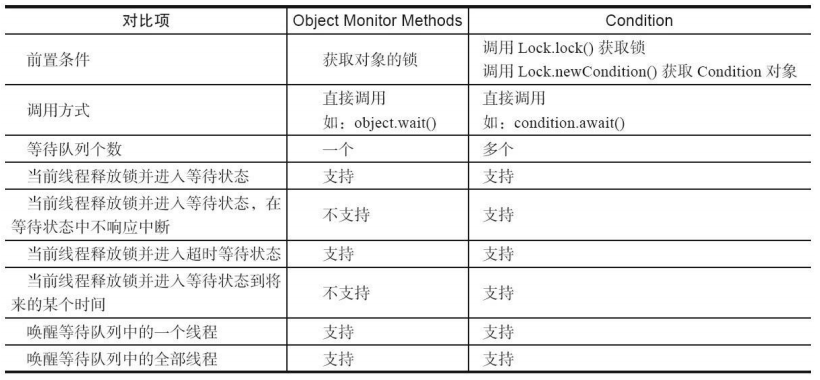 对比项 Object Monitor Methods Condition
前置条件 获取对象的锁 调用 Lock.lock() 获取锁
调用 Lock.newCondition() 获取 Condition 对象
调用方式 直接调用 直接调用
如：object.wait() 如：condition.await()
等待队列个数 一个 多个
当前线程释放锁并进入等待状态 支持 支持
当前线程释放锁并进入等待状态，在
等待状态中不响应中断 不支持 支持
当前线程释放锁并进入超时等待状态 支持 支持
当前线程释放锁并进入等待状态到将
来的某个时间 不支持 支持
唤醒等待队列中的一个线程 支持 支持
唤醒等待队列中的全部线程 支持 支持